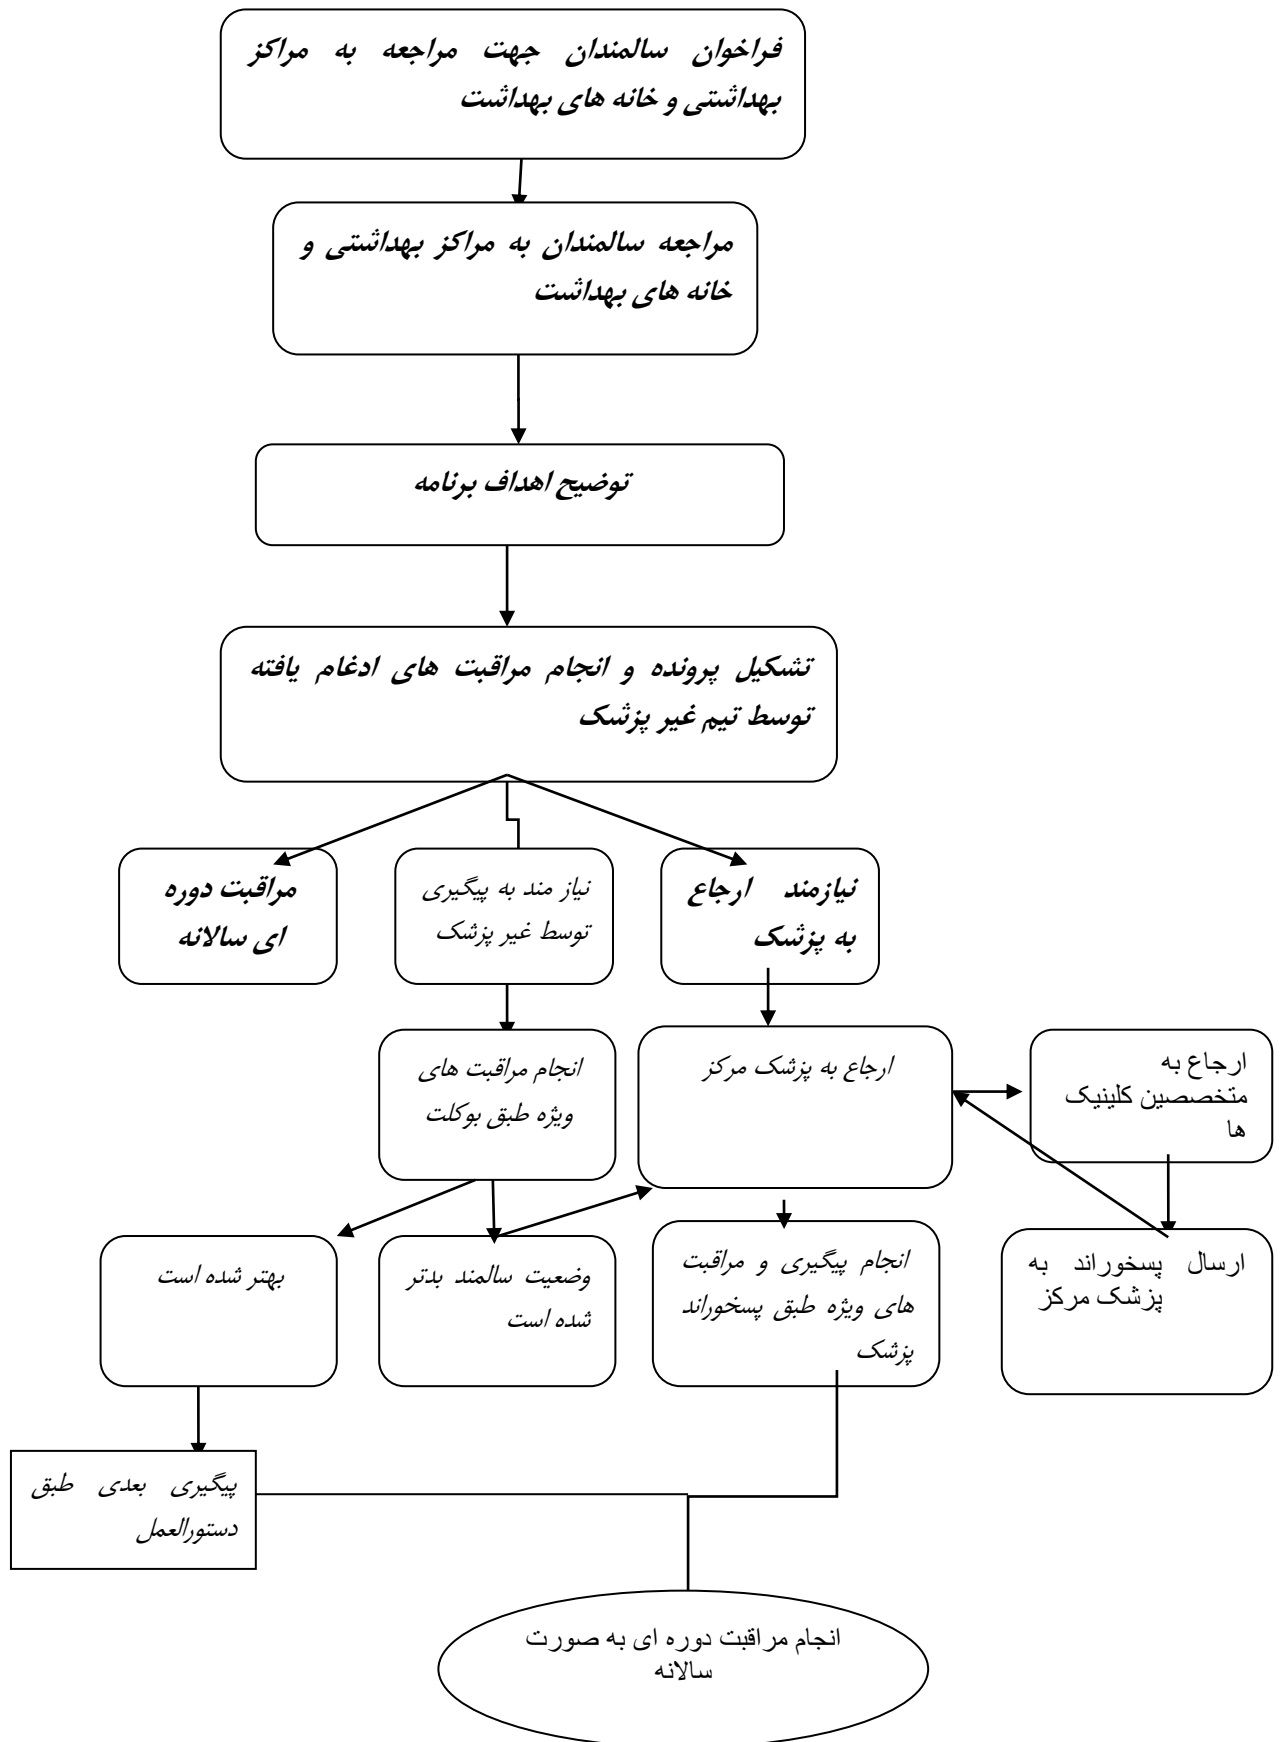 فراخوان سالمندان جهت مراجعه به مراکز
بهداشتی و خانه های بهداشت
مراجعه سالمندان به مراکز بهداشتی و
خانه های بهداشت
توضیح اهداف برنامه
تشکیل پرونده و انجام مراقبت های ادغام یافته
توسط تیم غیر پزشک
نیازمند ارجاع
به پزشک
نیاز مند به پیگیری
توسط غیر پزشک
مراقبت دوره
ای سالانه
ارجاع به
متخصصین کلینیک
ها
ارجاع به پزشک مرکز
انجام مراقبت های
ویژه طبق بوکلت
ارسال پسخوراند به
پزشک مرکز
انجام پیگیری و مراقبت
های ویژه طبق پسخوراند
پزشک
وضعیت سالمند بدتر
شده است
بهتر شده است
پیگیری بعدی طبق
دستورالعمل
انجام مراقبت دوره ای به صورت
سالانه